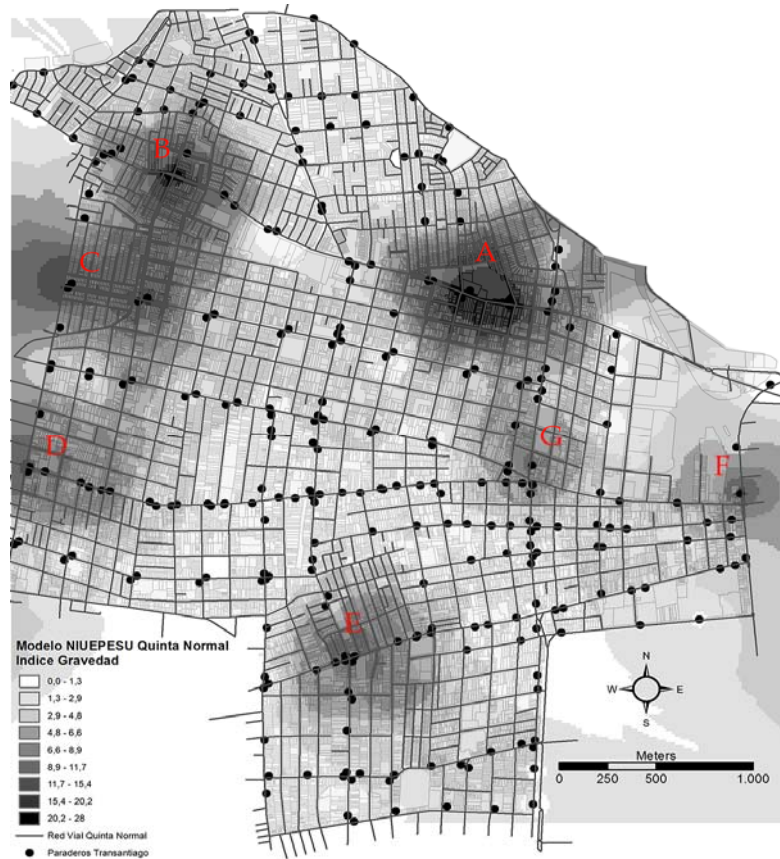 B
A
C
D
G
F
E
Modelo NIUEPESU Quinta Normal
Indice Gravedad
0,0 - 1,3
1,3 - 2,9
2,9 - 4,8
4,8 - 6,6
6,6 - 8,9
8,9 - 11,7
11,7 - 15,4
15,4 - 20,2
20,2 - 28
Red Vial Quinta Normal
Paraderos Transantiago
N
W E
S
Meters
0 250 500 1.000